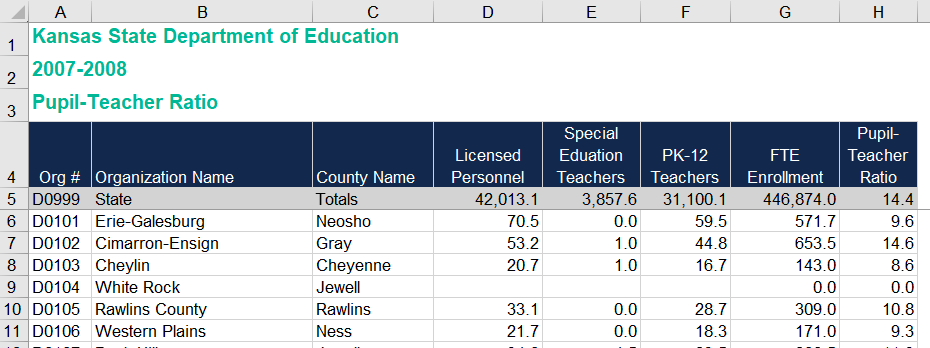 A B C D E F G H
1 Kansas State Department of Education
2 2007-2008
3 Pupil-Teacher Ratio
Special Pupil-
Licensed Eduation PK-12 FTE Teacher
4 Org # Organization Name County Name Personnel Teachers Teachers Enrollment Ratio
5 D0999 State Totals 42,013.1 3,857.6 31,100.1 446,874.0 14.4
6 D0101 Erie-Galesburg Neosho 70.5 0.0 59.5 571.7 9.6
7 D0102 Cimarron-Ensign Gray 53.2 1.0 44.8 653.5 14.6
8 D0103 Cheylin Cheyenne 20.7 1.0 16.7 143.0 8.6
9 D0104 White Rock Jewell 0.0 0.0
10 D0105 Rawlins County Rawlins 33.1 0.0 28.7 309.0 10.8
11 D0106 Western Plains Ness 21.7 0.0 18.3 171.0 9.3